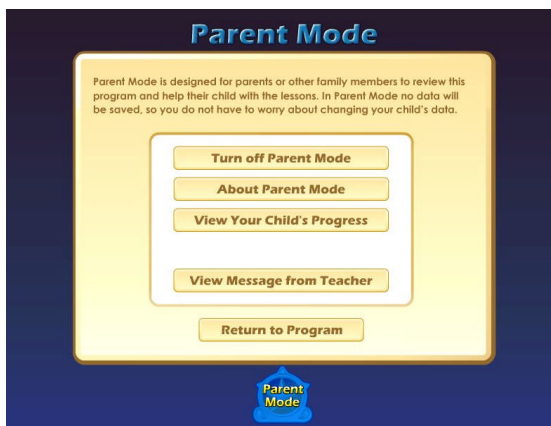 Parent Mode
Parent Mode is designed for parents or other family members to review this
program and help their child with the lessons. In Parent Mode no data will
be saved, so you do not have to worry about changing your child's data.
Turn off Parent Mode
About Parent Mode
View Your Child's Progress
View Message from Teacher
Return to Program
Parent
Mode